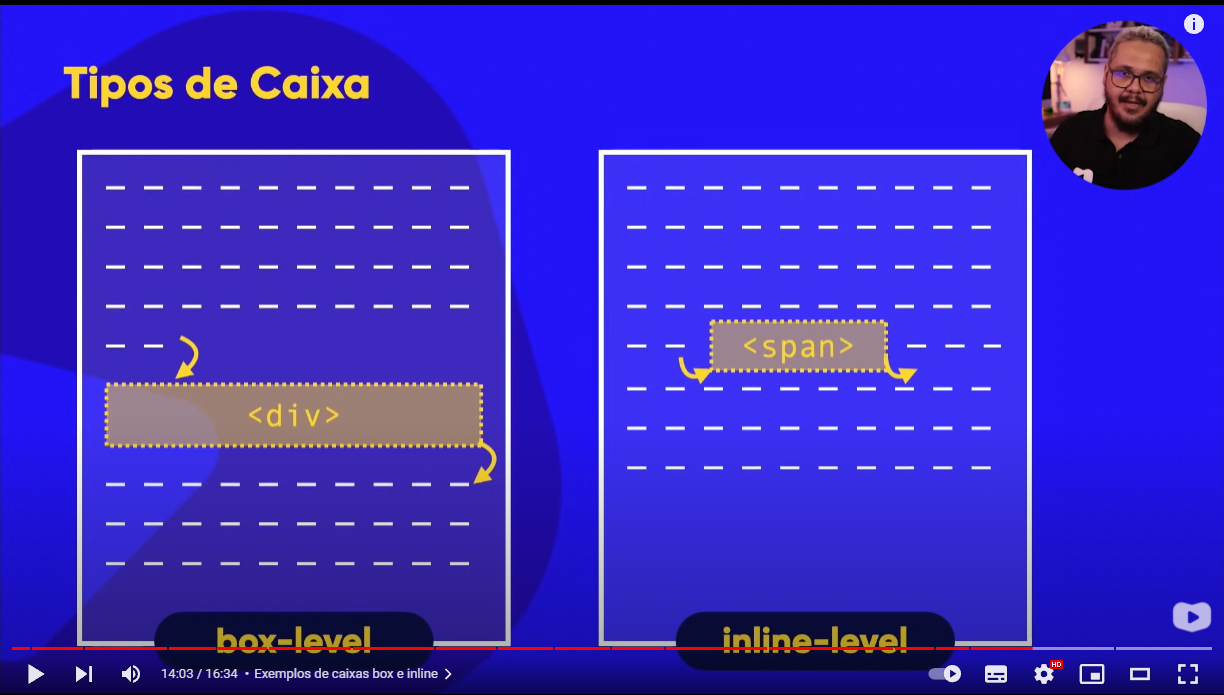 Tipos de Caixa
<div>
<span>
box-level
inline-level
14:03 / 16:34 • Exemplos de caixas box e inline
HD